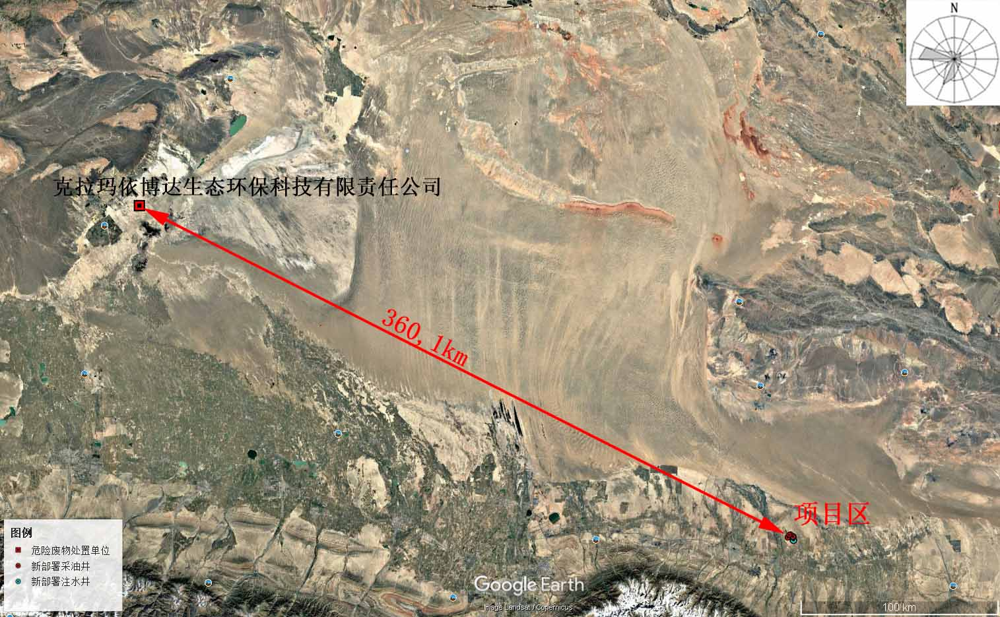 N
克拉玛依博达生态环保科技有限责任公司
360,1km
项目区
图例
危险废物处置单位
新部署采油井
新部署注水井
Google Earth
Image Landsat / Copernicus
100 km